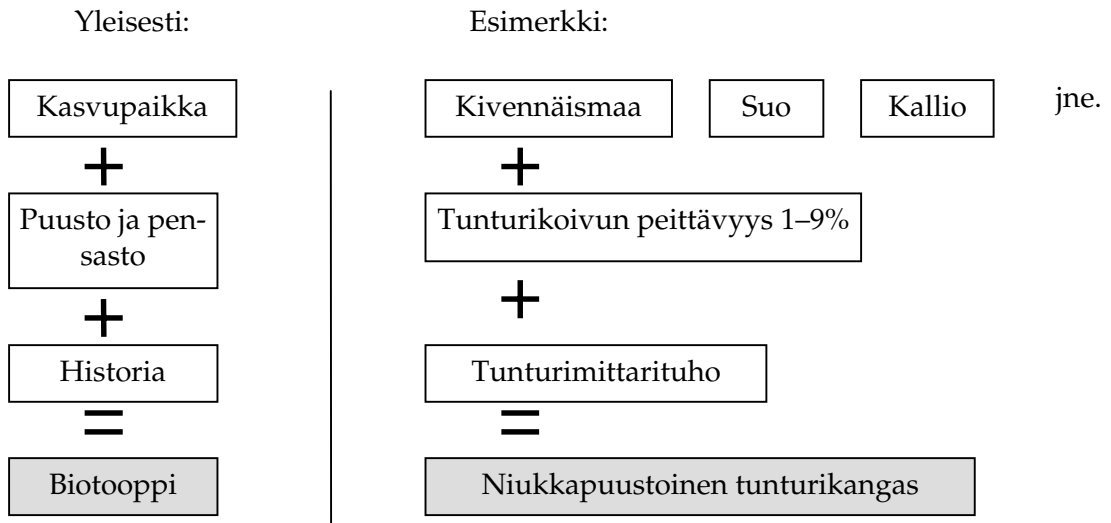 Yleisesti:
Esimerkki:
Kasvupaikka
Kivennäismaa
Suo
Kallio
jne.
+
+
Puusto ja pen-
sasto
Tunturikoivun peittävyys 1–9%
+
+
Historia
Tunturimittarituho
=
=
Biotooppi
Niukkapuustoinen tunturikangas